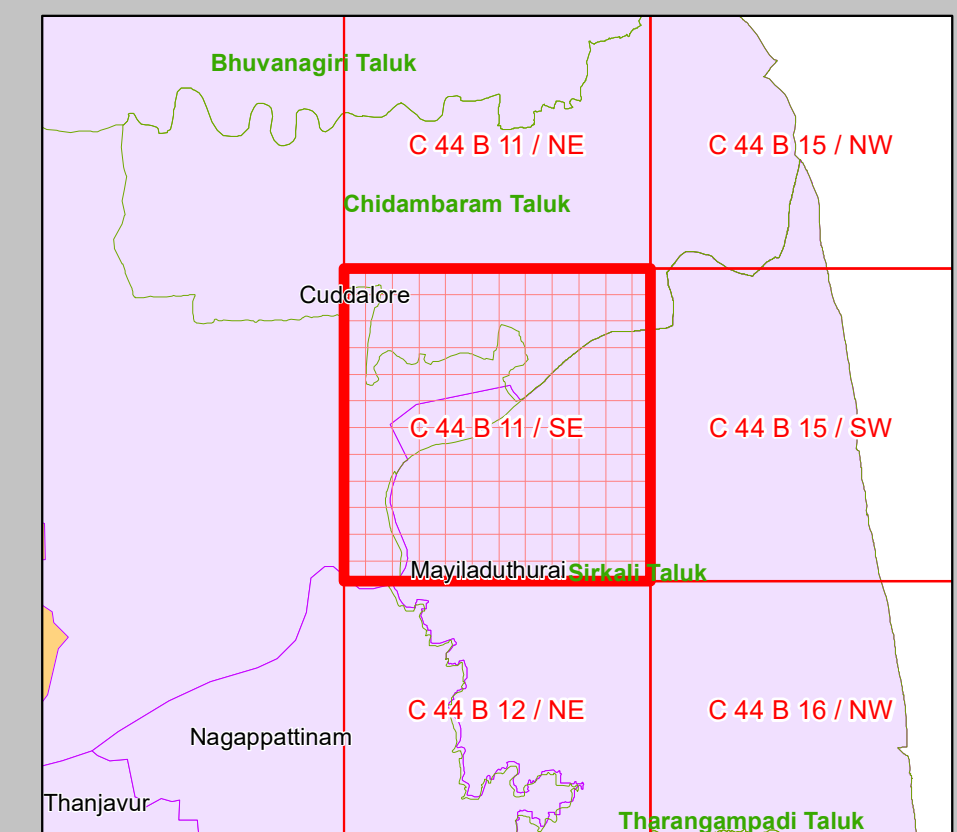 Bhuvanagiri Taluk
C 44 B 11 / NE
C 44 B 15 / NW
Chidambaram Taluk
Cuddalore
C 44 B 11 / SE
C 44 B 15 / SW
Mayiladuthurai
Sirkali Taluk
C 44 B 12 / NE
C 44 B 16 / NW
Nagappattinam
Thanjavur
Tharangampadi Taluk